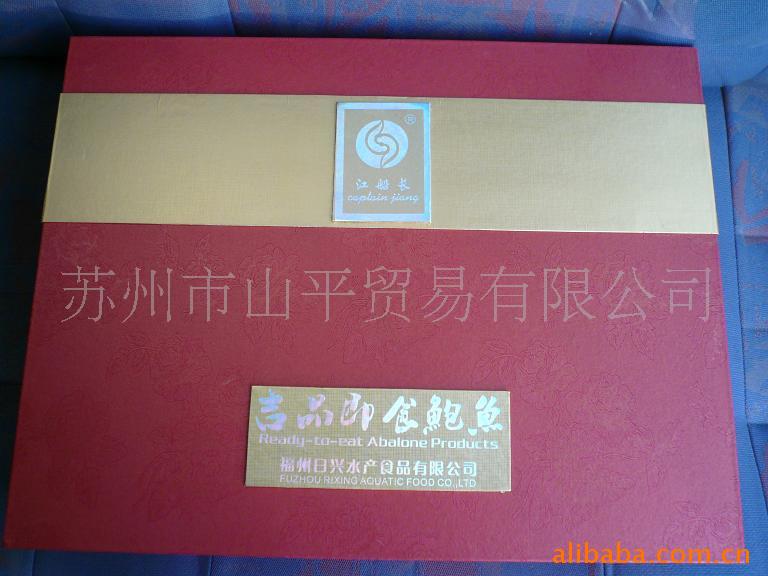 ®
江船长
captain jiang
苏州市山平贸易有限公司
吉品即食鲍鱼
Ready-to-eat Abalone Products
福州日兴水产食品有限公司
FUZHOU RIXING AQUATIC FOOD CO.,LTD
alibaba.com.cn